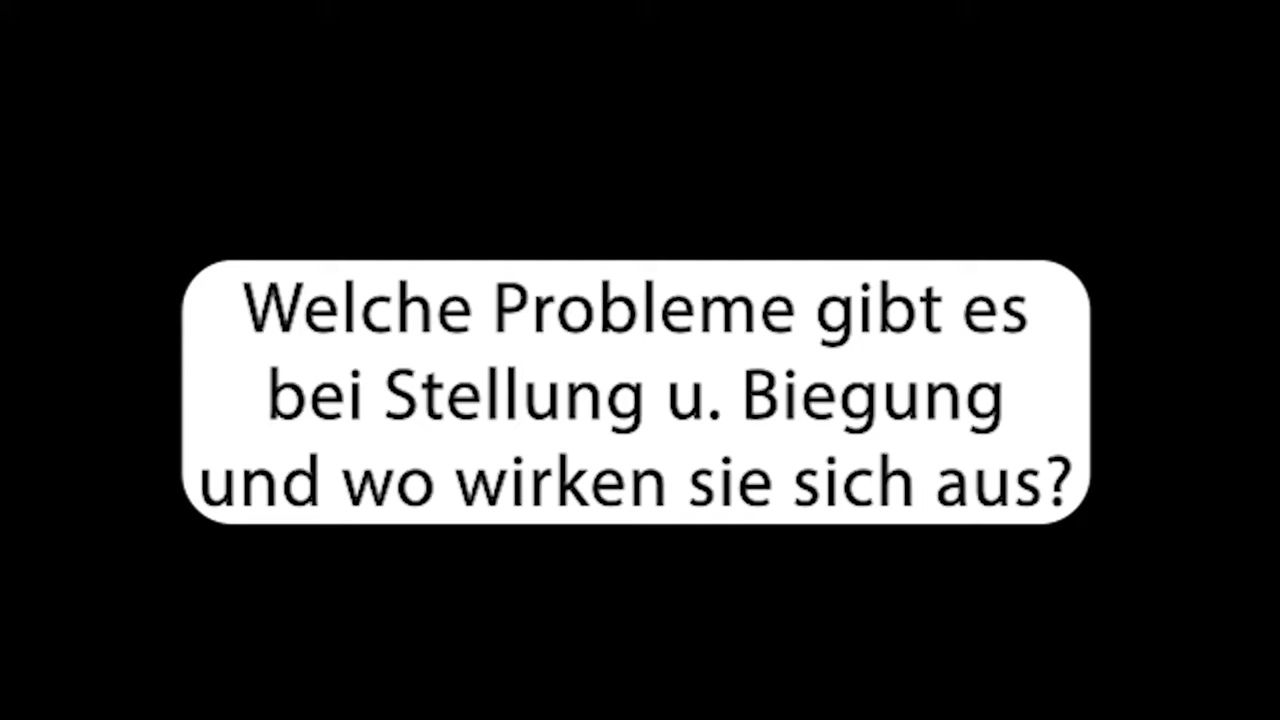 Welche Probleme gibt es
bei Stellung u. Biegung
und wo wirken sie sich aus?